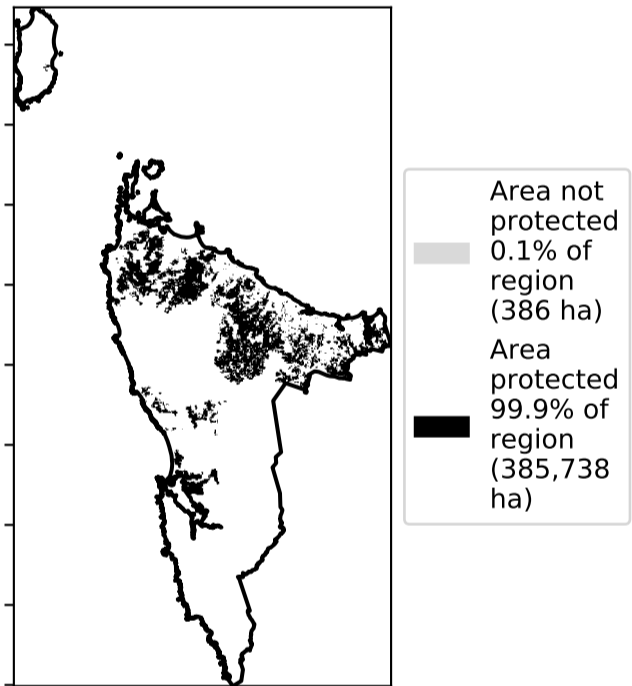 Area not
protected
0.1% of
region
(386 ha)
Area
protected
99.9% of
region
(385,738
ha)